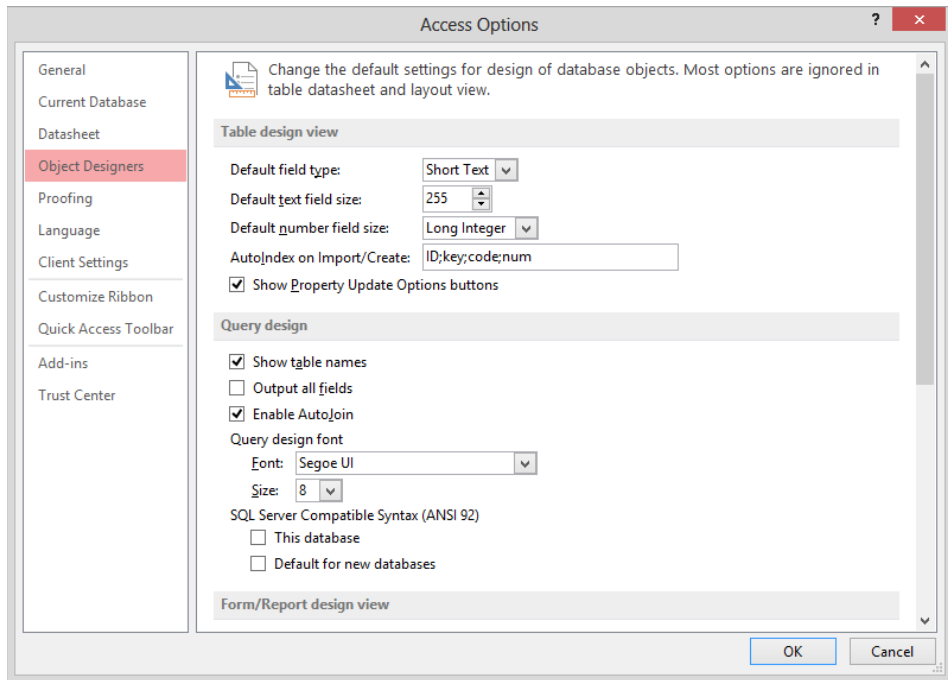 Access Options
?
General
Current Database
Datasheet
Object Designers
Proofing
Language
Client Settings
Customize Ribbon
Quick Access Toolbar
Add-ins
Trust Center
Change the default settings for design of database objects. Most options are ignored in
table datasheet and layout view.
Table design view
Default field type: Short Text
Default text field size: 255
Default number field size: Long Integer
AutoIndex on Import/Create: ID;key;code;num
Show Property Update Options buttons
Query design
Show table names
Output all fields
Enable AutoJoin
Query design font
Font: Segoe UI
Size: 8
SQL Server Compatible Syntax (ANSI 92)
This database
Default for new databases
Form/Report design view
OK Cancel